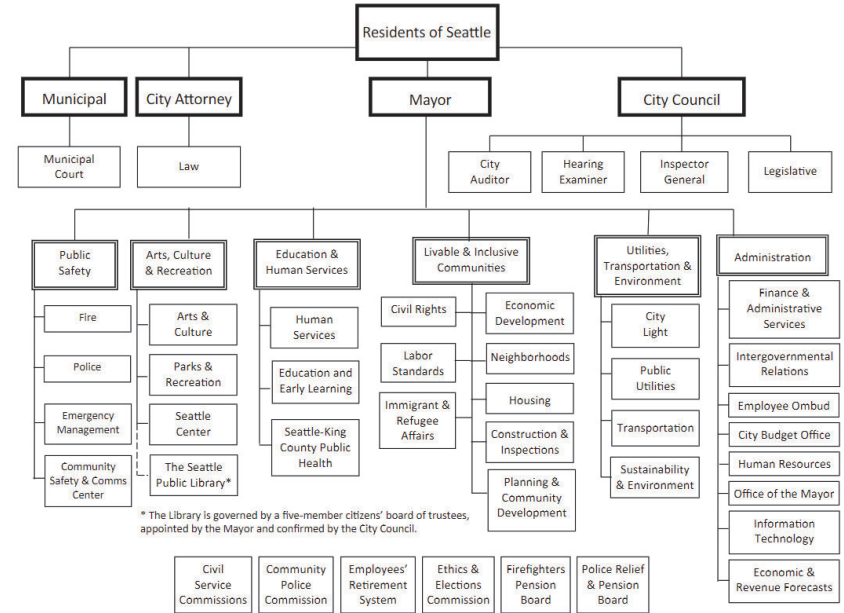 Residents of Seattle
Municipal
City Attorney
Mayor
City Council
Municipal
Court
Law
City
Auditor
Hearing
Examiner
Inspector
General
Legislative
Public
Safety
Arts, Culture
& Recreation
Education &
Human Services
Livable & Inclusive
Communities
Utilities,
Transportation &
Environment
Administration
Fire
Police
Emergency
Management
Community
Safety & Comms
Center
Arts &
Culture
Parks &
Recreation
Seattle
Center
The Seattle
Public Library*
Human
Services
Education and
Early Learning
Seattle-King
County Public
Health
Civil Rights
Labor
Standards
Immigrant &
Refugee
Affairs
Economic
Development
Neighborhoods
Housing
Construction &
Inspections
Planning &
Community
Development
City
Light
Public
Utilities
Transportation
Sustainability
& Environment
Finance &
Administrative
Services
Intergovernmental
Relations
Employee Ombud
City Budget Office
Human Resources
Office of the Mayor
Information
Technology
Economic &
Revenue Forecasts
* The Library is governed by a five-member citizens' board of trustees,
appointed by the Mayor and confirmed by the City Council.
Civil
Service
Commissions
Community
Police
Commission
Employees'
Retirement
System
Ethics &
Elections
Commission
Firefighters
Pension
Board
Police Relief
& Pension
Board